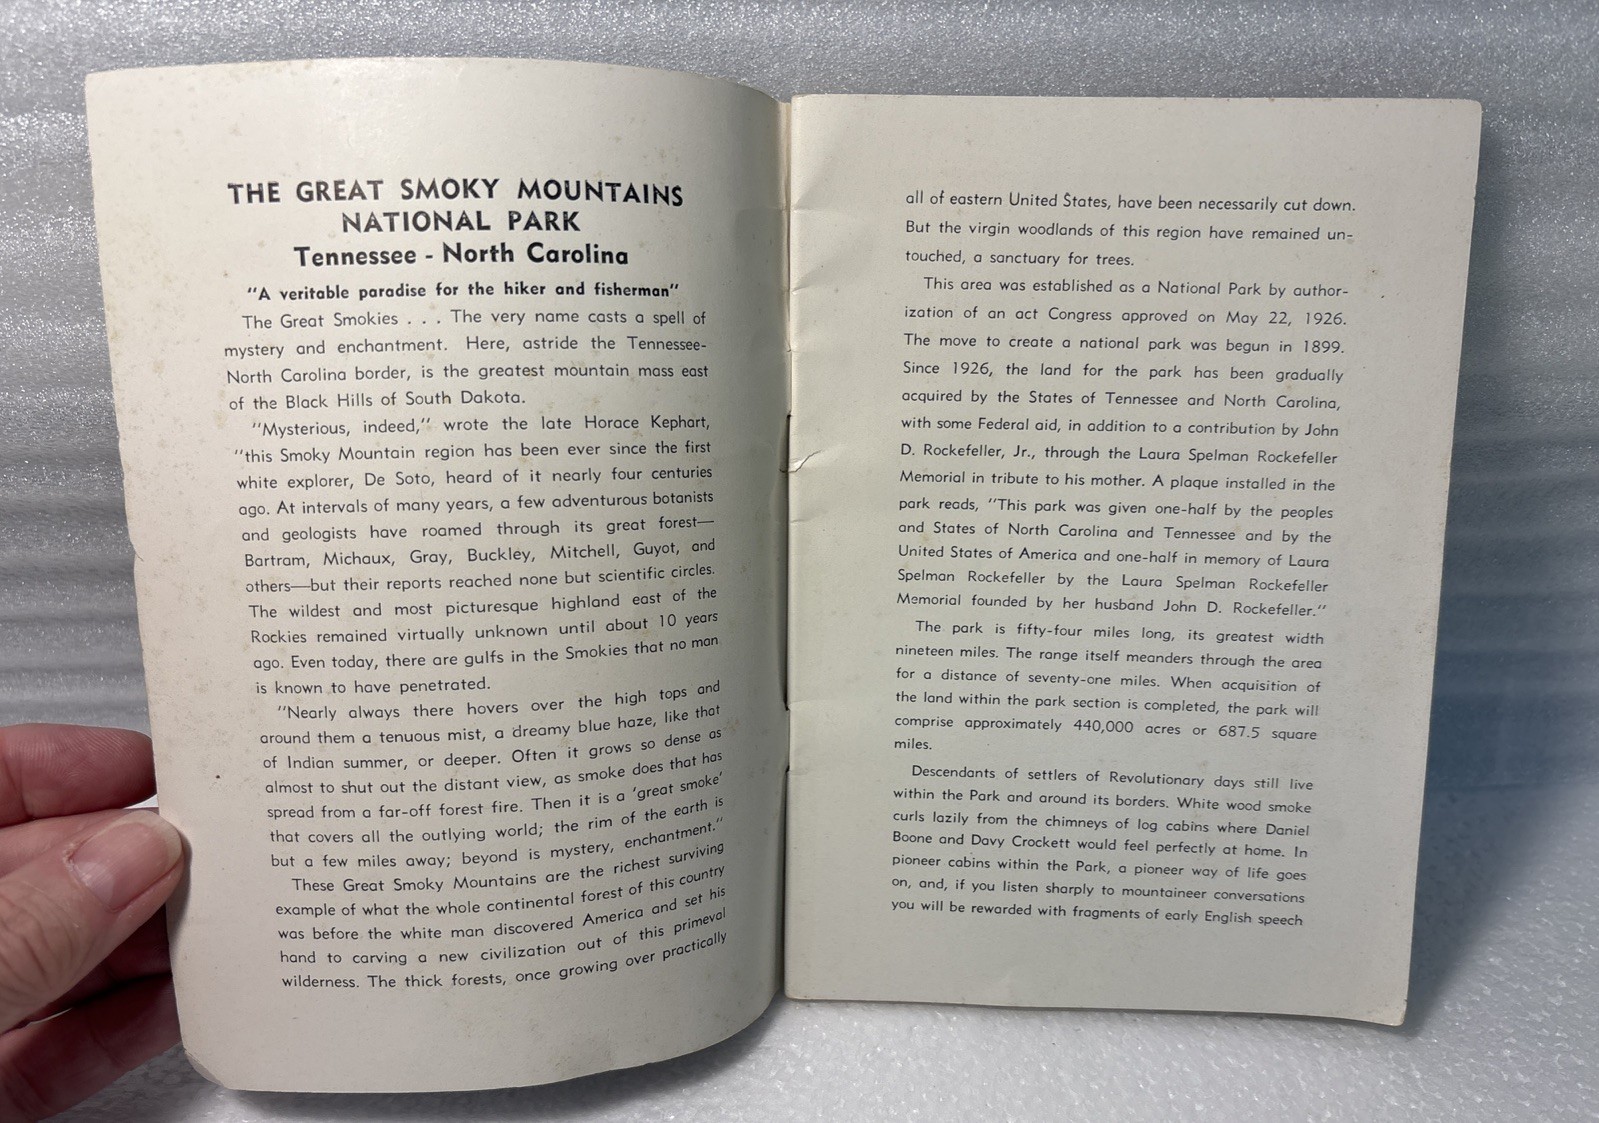 THE GREAT SMOKY MOUNTAINS
NATIONAL PARK
Tennessee - North Carolina
"A veritable paradise for the hiker and fisherman"
The Great Smokies . . . The very name casts a spell of
mystery and enchantment. Here, astride the Tennessee-
North Carolina border, is the greatest mountain mass east
of the Black Hills of South Dakota.
"Mysterious, indeed," wrote the late Horace Kephart,
"this Smoky Mountain region has been ever since the first
white explorer, De Soto, heard of it nearly four centuries
ago. At intervals of many years, a few adventurous botanists
and geologists have roamed through its great forest—
Bartram, Michaux, Gray, Buckley, Mitchell, Guyot, and
others—but their reports reached none but scientific circles.
The wildest and most picturesque highland east of the
Rockies remained virtually unknown until about 10 years
ago. Even today, there are gulfs in the Smokies that no man
is known to have penetrated.
"Nearly always there hovers over the high tops and
around them a tenuous mist, a dreamy blue haze, like that
of Indian summer, or deeper. Often it grows so dense as
almost to shut out the distant view, as smoke does that has
spread from a far-off forest fire. Then it is a 'great smoke'
that covers all the outlying world; the rim of the earth is
but a few miles away; beyond is mystery, enchantment."
These Great Smoky Mountains are the richest surviving
example of what the whole continental forest of this country
was before the white man discovered America and set his
hand to carving a new civilization out of this primeval
wilderness. The thick forests, once growing over practically
all of eastern United States, have been necessarily cut down.
But the virgin woodlands of this region have remained un-
touched, a sanctuary for trees.
This area was established as a National Park by author-
ization of an act Congress approved on May 22, 1926.
The move to create a national park was begun in 1899.
Since 1926, the land for the park has been gradually
acquired by the States of Tennessee and North Carolina,
with some Federal aid, in addition to a contribution by John
D. Rockefeller, Jr., through the Laura Spelman Rockefeller
Memorial in tribute to his mother. A plaque installed in the
park reads, "This park was given one-half by the peoples
and States of North Carolina and Tennessee and by the
United States of America and one-half in memory of Laura
Spelman Rockefeller by the Laura Spelman Rockefeller
Memorial founded by her husband John D. Rockefeller."
The park is fifty-four miles long, its greatest width
nineteen miles. The range itself meanders through the area
for a distance of seventy-one miles. When acquisition of
the land within the park section is completed, the park will
comprise approximately 440,000 acres or 687.5 square
miles.
Descendants of settlers of Revolutionary days still live
within the Park and around its borders. White wood smoke
curls lazily from the chimneys of log cabins where Daniel
Boone and Davy Crockett would feel perfectly at home. In
pioneer cabins within the Park, a pioneer way of life goes
on, and, if you listen sharply to mountaineer conversations
you will be rewarded with fragments of early English speech